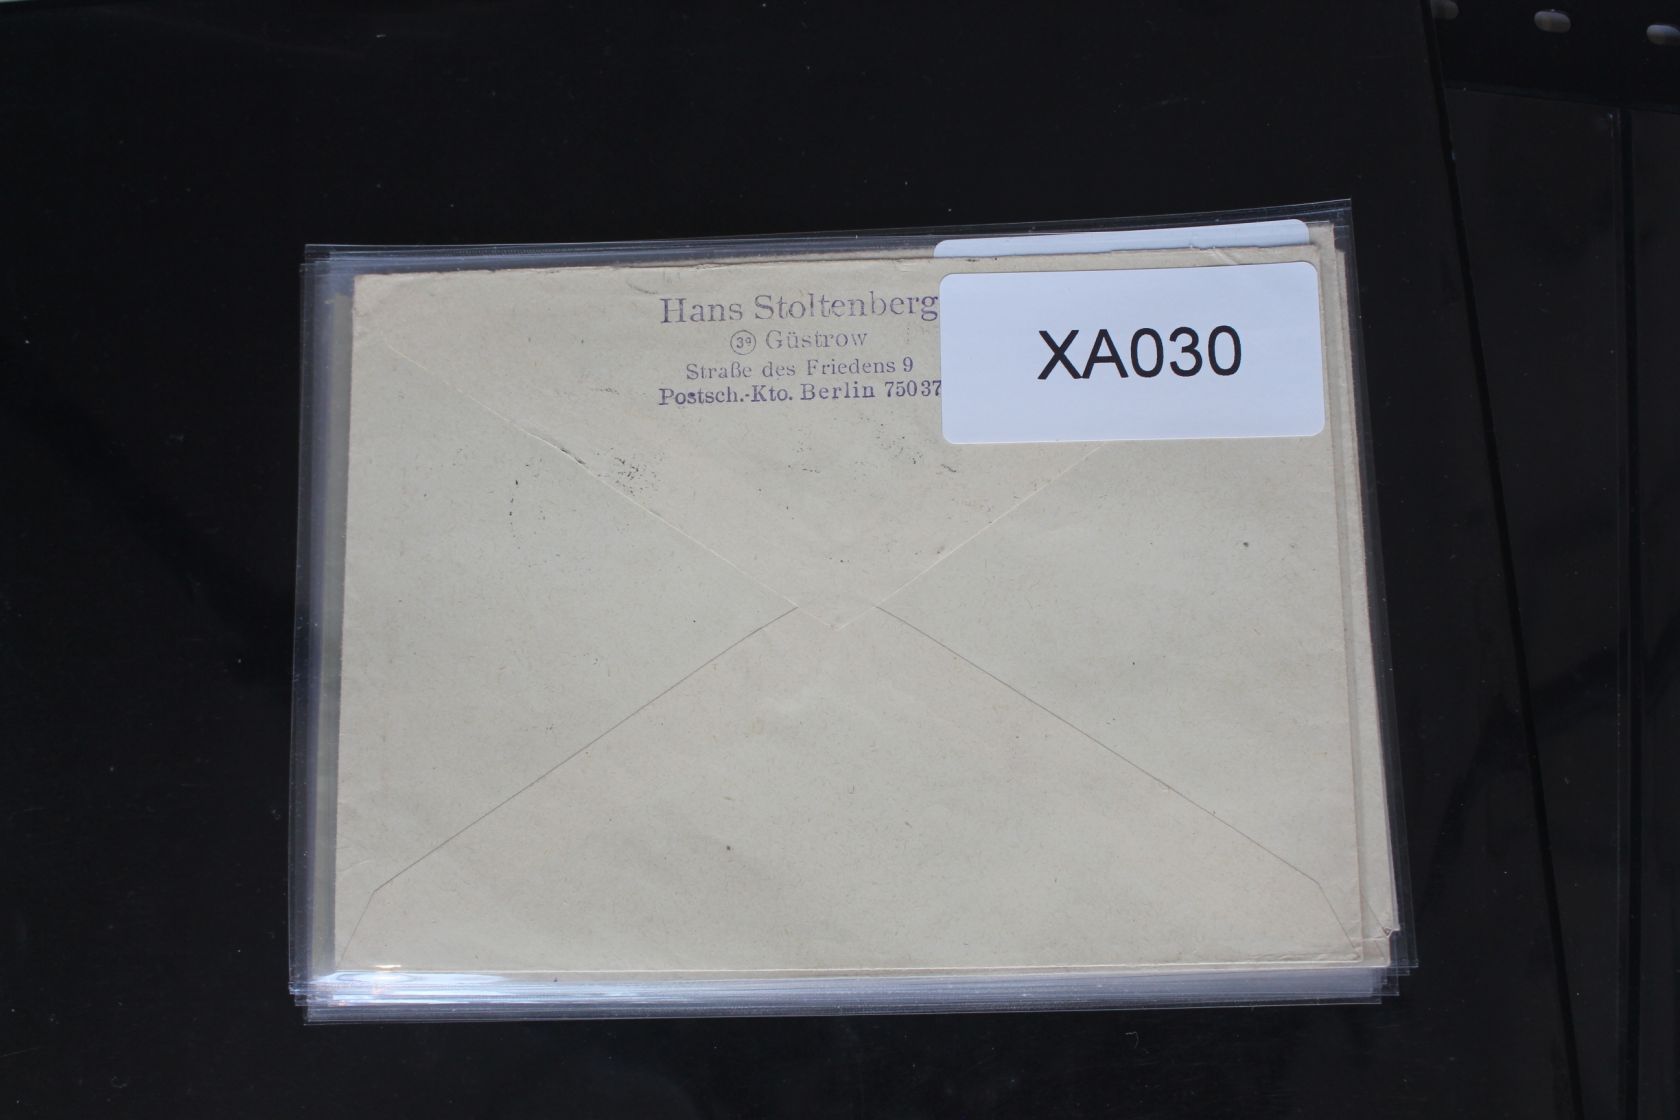 Hans Stoltenberg
3a Güstrow
Straße des Friedens 9
Postsch.-Kto. Berlin 75037
XA030